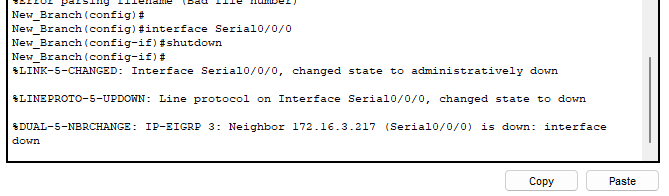 %Error parsing filename (Bad file number)
New_Branch(config)#
New_Branch(config)#interface Serial0/0/0
New_Branch(config-if)#shutdown
New_Branch(config-if)#
%LINK-5-CHANGED: Interface Serial0/0/0, changed state to administratively down
%LINEPROTO-5-UPDOWN: Line protocol on Interface Serial0/0/0, changed state to down
%DUAL-5-NBRCHANGE: IP-EIGRP 3: Neighbor 172.16.3.217 (Serial0/0/0) is down: interface
down
Copy Paste